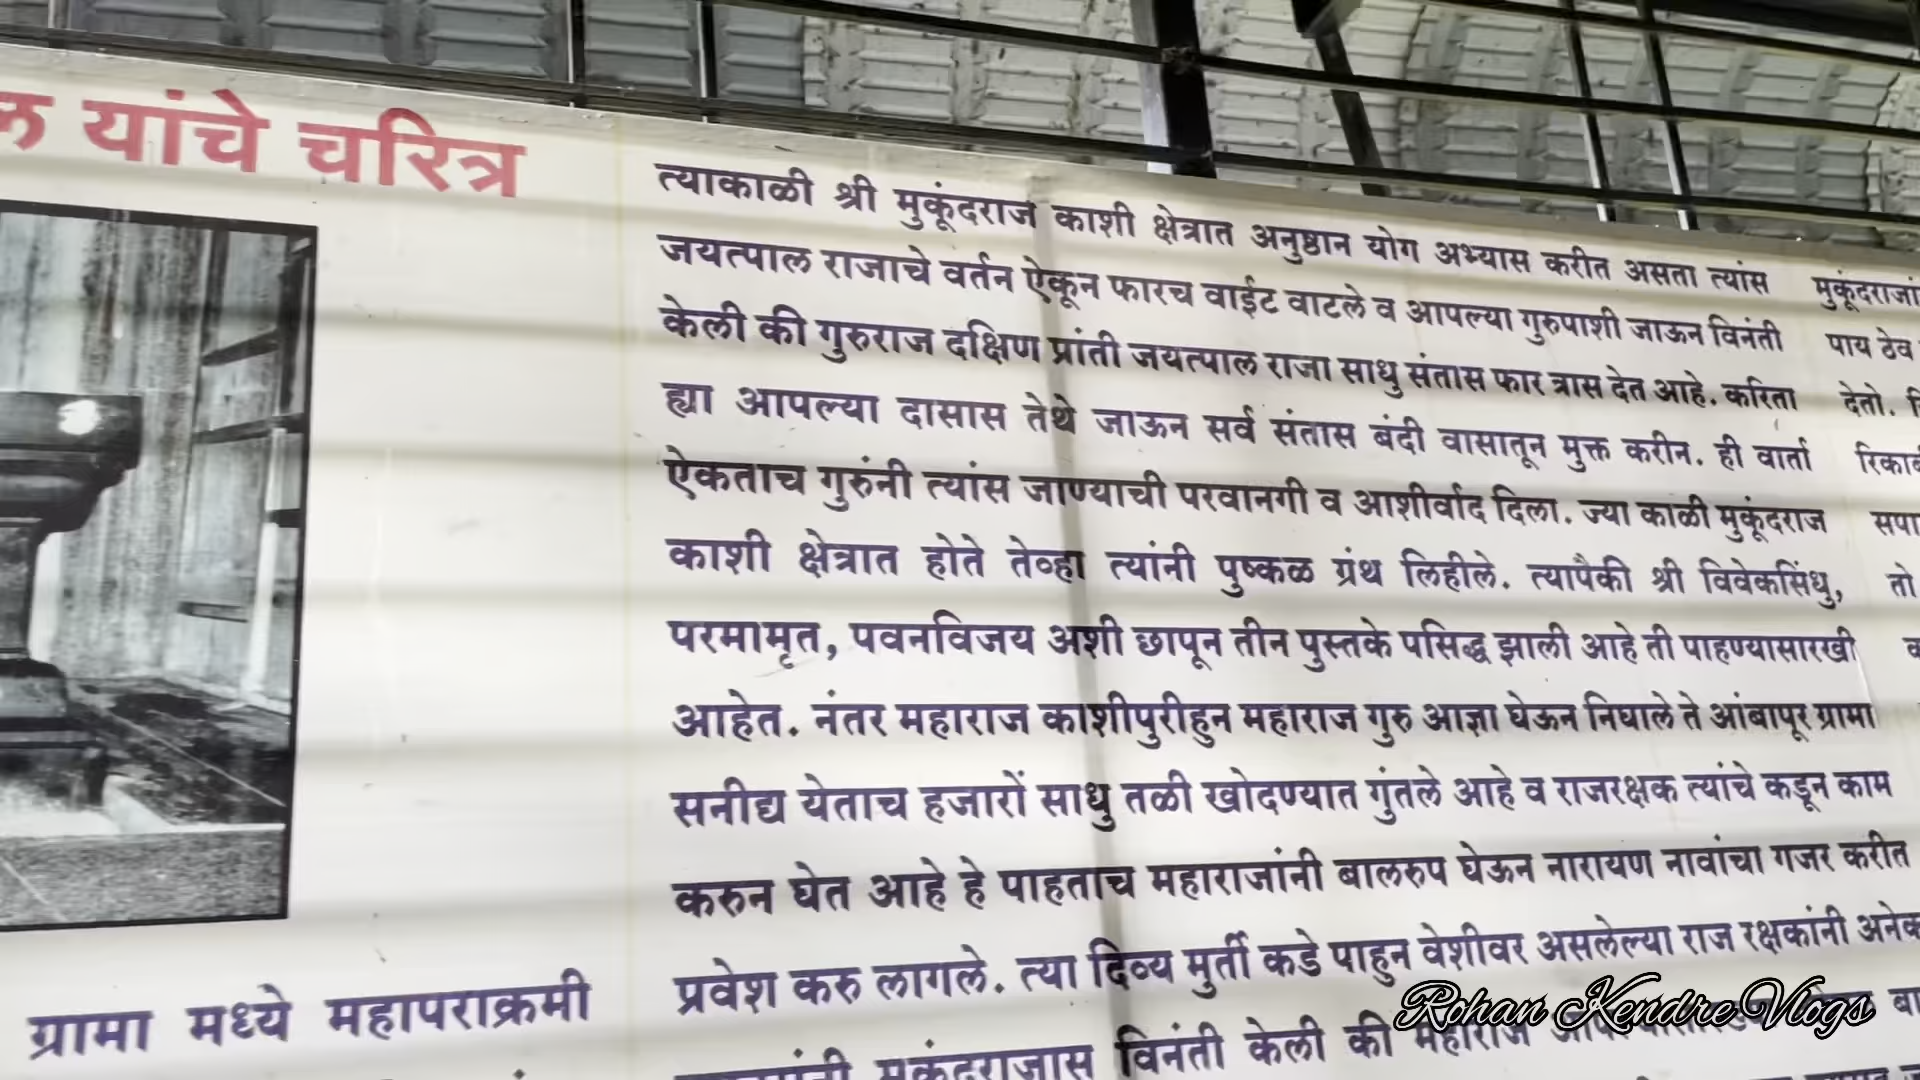 यांचे चरित्र
ग्रामा मध्ये महापराक्रमी
त्याकाळी श्री मुकूंदराज काशी क्षेत्रात अनुष्ठान योग अभ्यास करीत असता त्यांस
जयत्पाल राजाचे वर्तन ऐकून फारच वाईट वाटले व आपल्या गुरुपाशी जाऊन विनंती
केली की गुरुराज दक्षिण प्रांती जयत्पाल राजा साधु संतास फार त्रास देत आहे. करिता
ह्या आपल्या दासास तेथे जाऊन सर्व संतास बंदी वासातून मुक्त करीन. ही वार्ता
ऐकताच गुरुंनी त्यांस जाण्याची परवानगी व आशीर्वाद दिला. ज्या काळी मुकूंदराज
काशी क्षेत्रात होते तेव्हा त्यांनी पुष्कळ ग्रंथ लिहीले. त्यापैकी श्री विवेकसिंधु,
परमामृत, पवनविजय अशी छापून तीन पुस्तके पसिद्ध झाली आहे ती पाहण्यासारखी
आहेत. नंतर महाराज काशीपुरीहुन महाराज गुरु आज्ञा घेऊन निघाले ते आंबापूर ग्रामा
सनीद्य येताच हजारों साधु तळी खोदण्यात गुंतले आहे व राजरक्षक त्यांचे कडून काम
करुन घेत आहे हे पाहताच महाराजांनी बालरुप घेऊन नारायण नावांचा गजर करीत
प्रवेश करु लागले. त्या दिव्य मुर्ती कडे पाहुन वेशीवर असलेल्या राज रक्षकांनी अनेक
मुकुंदराजास विनंती केली की महाराज
मुकूंदराजां
पाय ठेव
देतो.
तो
Rohan Kendre Vlogs